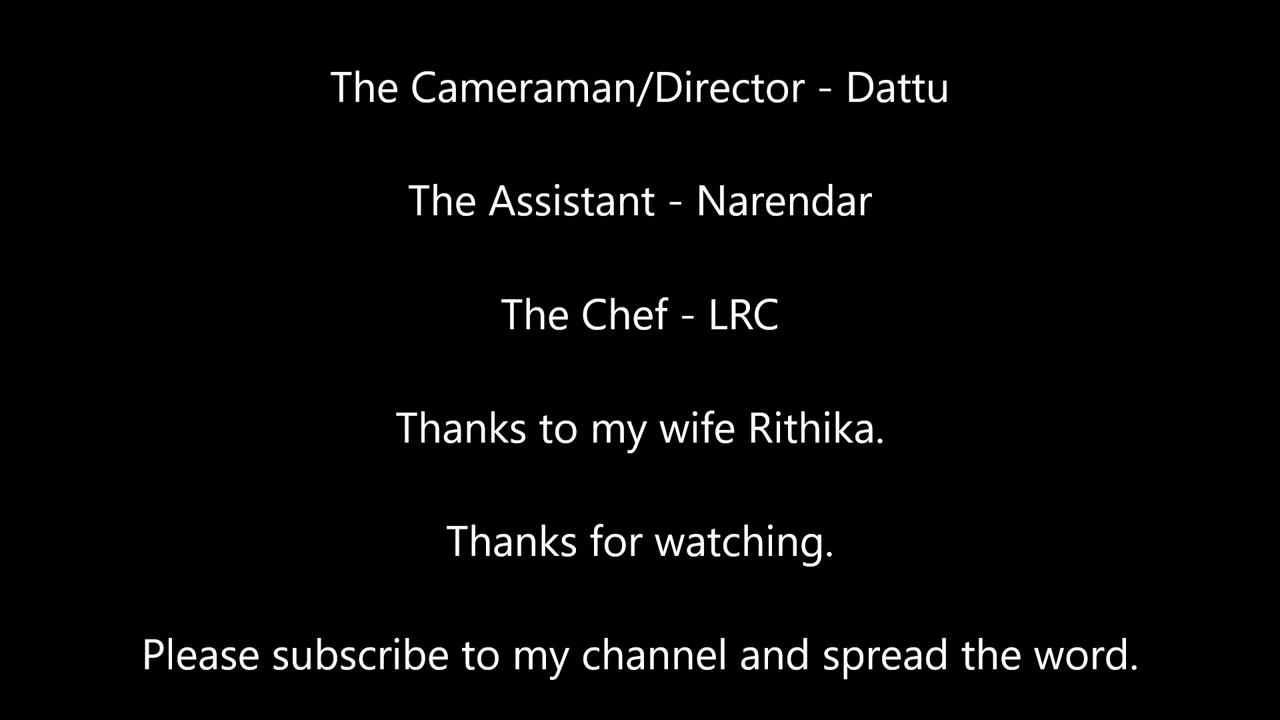 The Cameraman/Director - Dattu
The Assistant - Narendar
The Chef - LRC
Thanks to my wife Rithika.
Thanks for watching.
Please subscribe to my channel and spread the word.